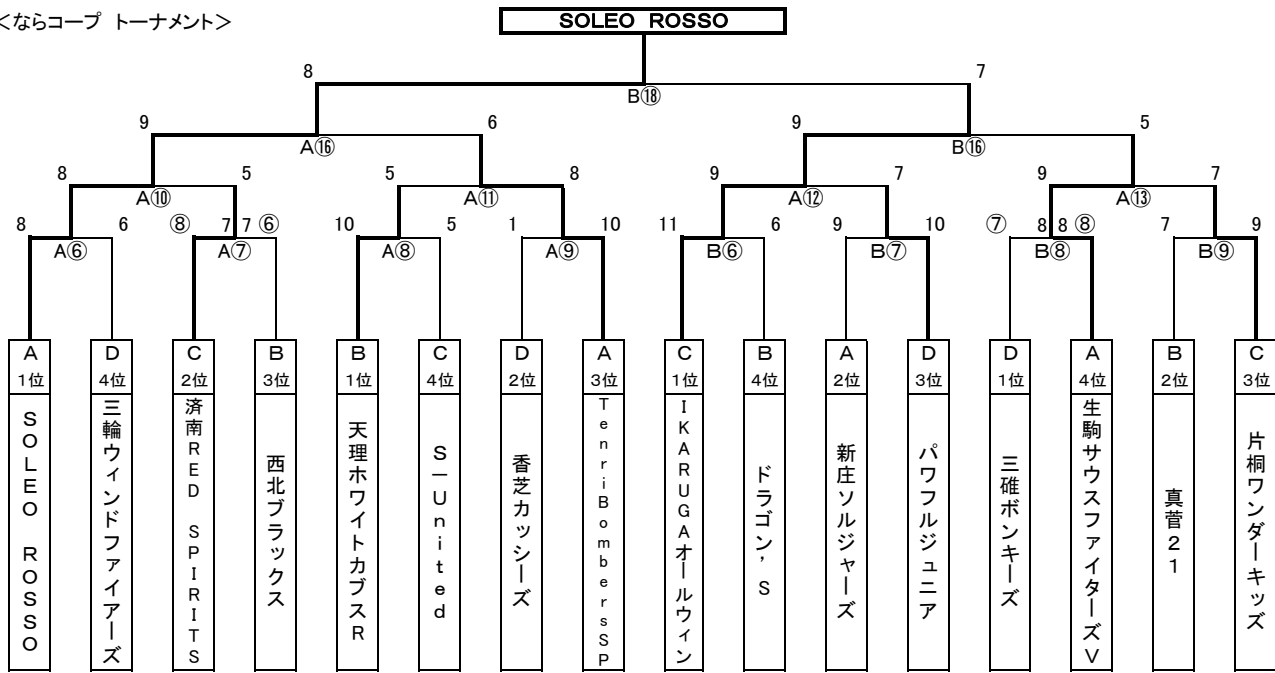 <ならコープ トーナメント>
SOLEO ROSSO
8 7
B⑱
9 6 9 5
A⑯ B⑯
8 5 5 8 9 7 9 7
A⑩ A⑪ A⑫ A⑬
8 6 ⑧ 7 7 ⑥ 10 5 1 10 11 6 9 10 ⑦ 8 8 ⑧ 7 9
A⑥ A⑦ A⑧ A⑨ B⑥ B⑦ B⑧ B⑨
A D C B B C D A C B A D D A B C
1位 4位 2位 3位 1位 4位 2位 3位 1位 4位 2位 3位 1位 4位 2位 3位
SOLEO ROSSO
三輪ウィンドファイアーズ
済南RED SPIRITS
西北ブラックス
天理ホワイトカブスR
S-United
香芝カッシーズ
TenriBombersSP
IKARUGAオールウィン
ドラゴン’S
新庄ソルジャーズ
パワフルジュニア
三碓ボンキーズ
生駒サウスファイターズV
真菅21
片桐ワンダーキッズ